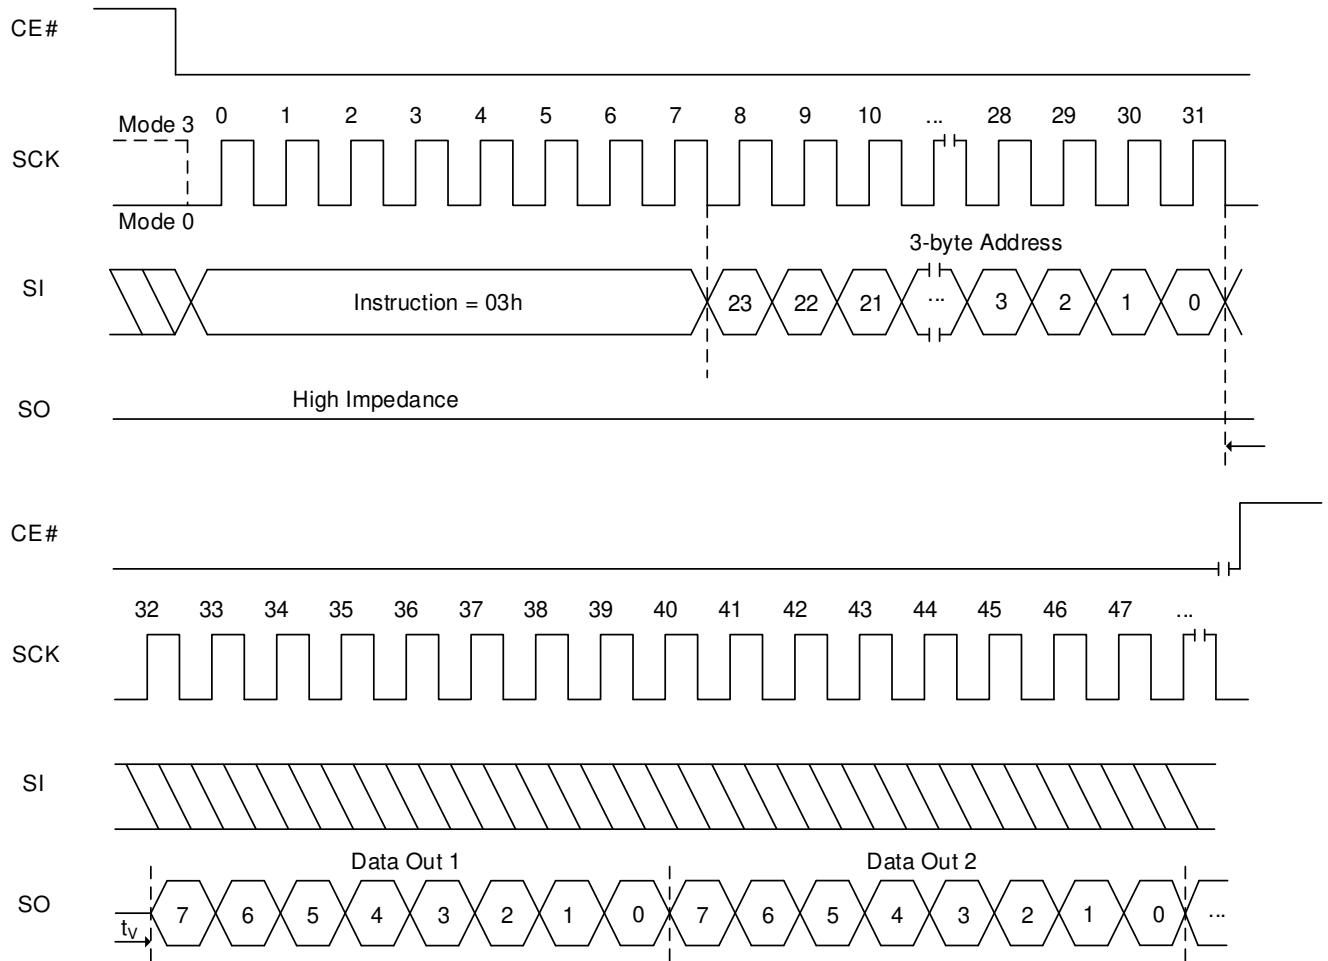 CE#
0 1 2 3 4 5 6 7 8 9 10 ... 28 29 30 31
Mode 3
SCK
Mode 0
3-byte Address
SI
Instruction = 03h 23 22 21 ... 3 2 1 0
High Impedance
SO
CE#
32 33 34 35 36 37 38 39 40 41 42 43 44 45 46 47 ...
SCK
SI
Data Out 1 Data Out 2
SO
7 6 5 4 3 2 1 0 7 6 5 4 3 2 1 0 ...
tV